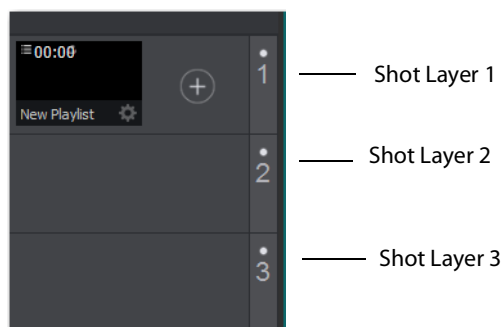 00:00
1
Shot Layer 1
New Playlist
2
Shot Layer 2
3
Shot Layer 3